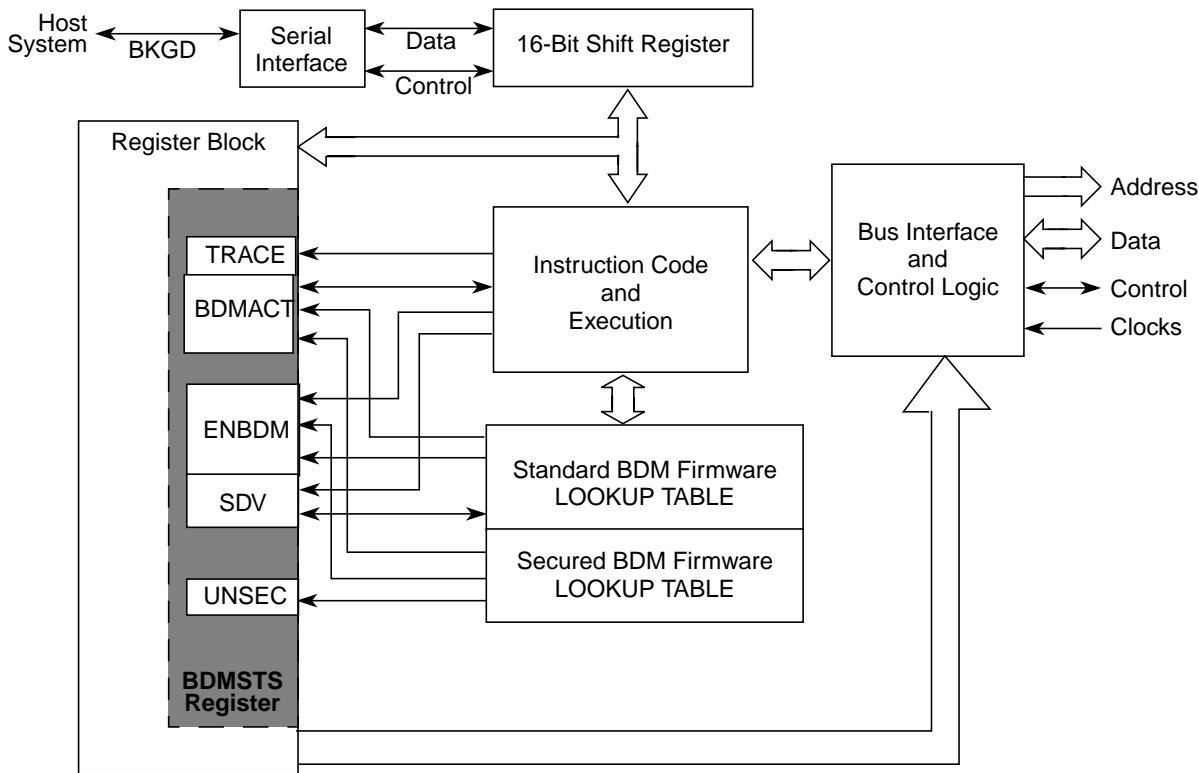 Host
System
BKGD
Serial
Interface
Data
Control
16-Bit Shift Register
Register Block
TRACE
BDMACT
ENBDM
SDV
UNSEC
BDMSTS
Register
Instruction Code
and
Execution
Standard BDM Firmware
LOOKUP TABLE
Secured BDM Firmware
LOOKUP TABLE
Bus Interface
and
Control Logic
Address
Data
Control
Clocks